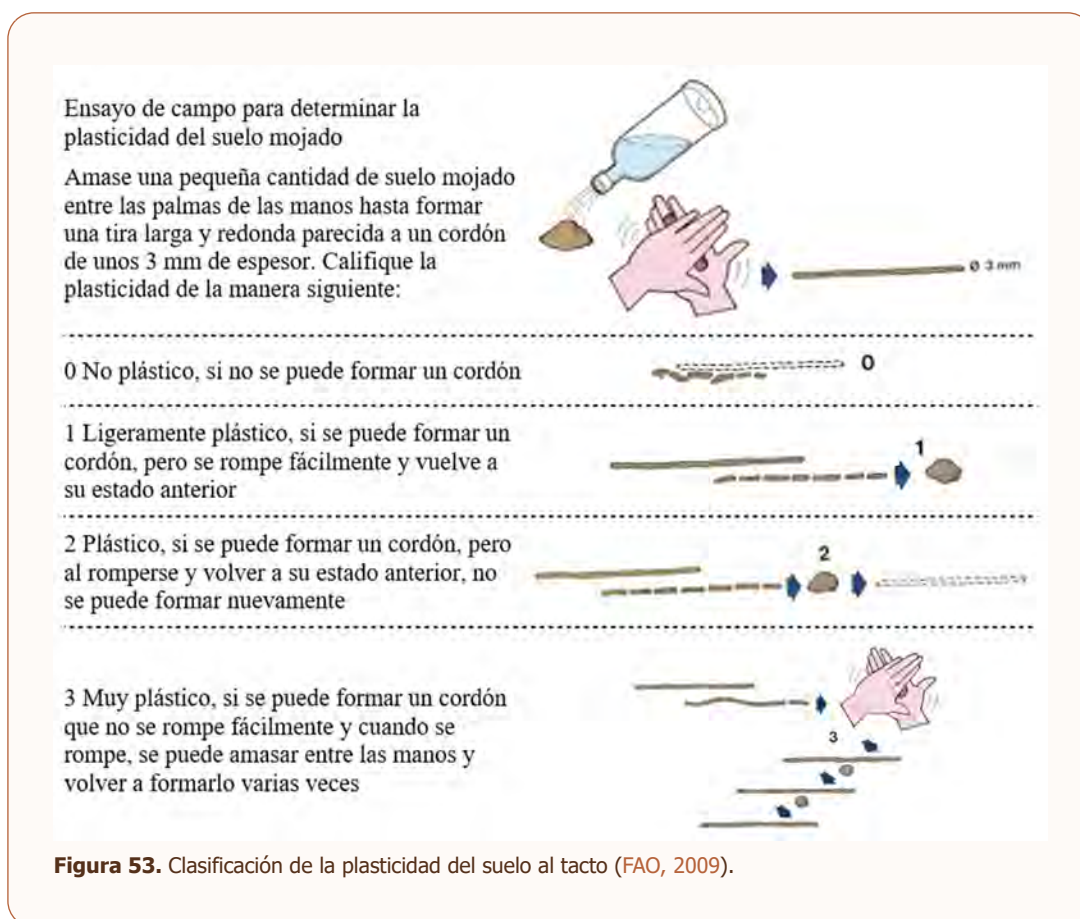 Ensayo de campo para determinar la
plasticidad del suelo mojado
Amase una pequeña cantidad de suelo mojado
entre las palmas de las manos hasta formar
una tira larga y redonda parecida a un cordón
de unos 3 mm de espesor. Califique la
plasticidad de la manera siguiente:
Ø 3 mm
0 No plástico, si no se puede formar un cordón
0
1 Ligeramente plástico, si se puede formar un
cordón, pero se rompe fácilmente y vuelve a
su estado anterior
1
2 Plástico, si se puede formar un cordón, pero
al romperse y volver a su estado anterior, no
se puede formar nuevamente
2
3 Muy plástico, si se puede formar un cordón
que no se rompe fácilmente y cuando se
rompe, se puede amasar entre las manos y
volver a formarlo varias veces
3
Figura 53. Clasificación de la plasticidad del suelo al tacto (FAO, 2009).